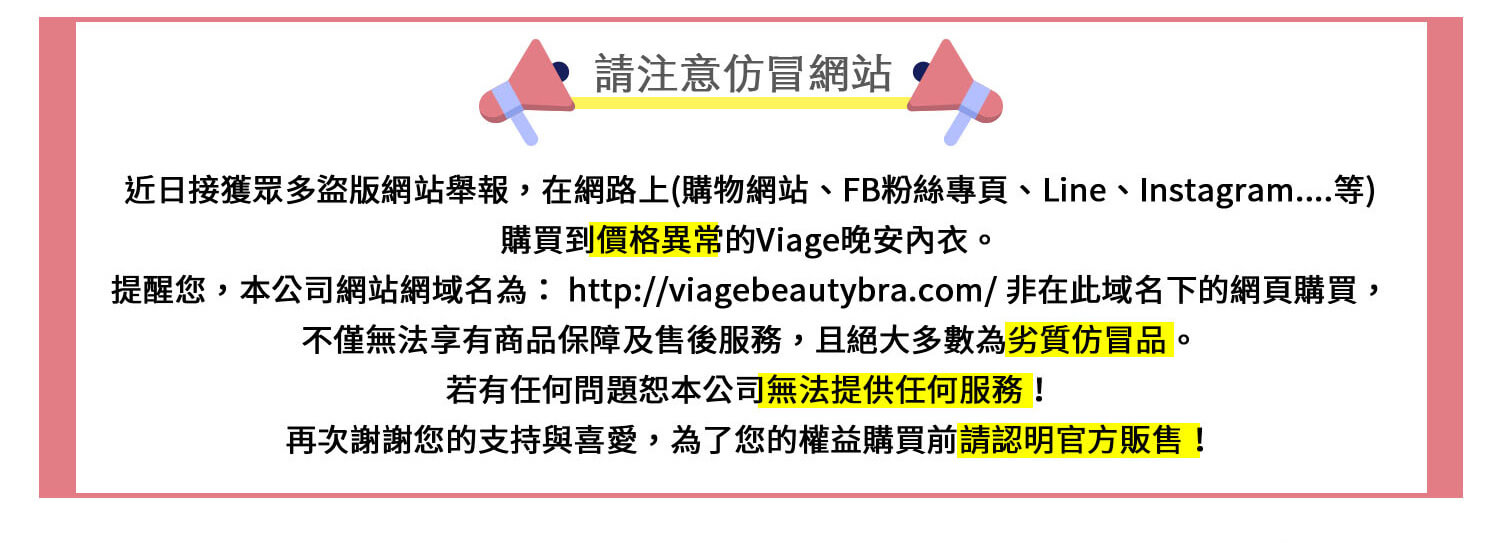 請注意仿冒網站
近日接獲眾多盜版網站舉報，在網路上(購物網站、FB粉絲專頁、Line、Instagram....等)
購買到價格異常的Viage晚安內衣。
提醒您，本公司網站網域名為： http://viagebeautybra.com/ 非在此域名下的網頁購買，
不僅無法享有商品保障及售後服務，且絕大多數為劣質仿冒品。
若有任何問題恕本公司無法提供任何服務！
再次謝謝您的支持與喜愛，為了您的權益購買前請認明官方販售！